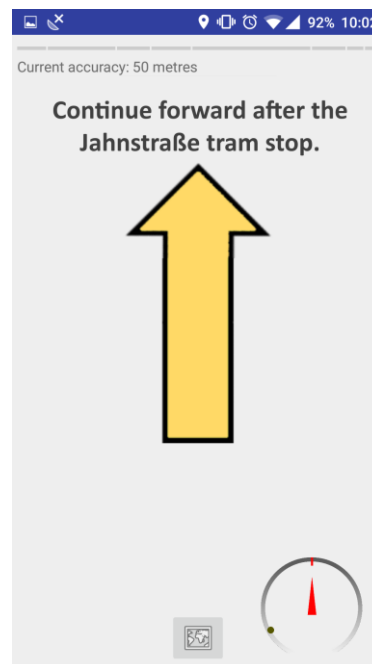 92% 10:02
Current accuracy: 50 metres
Continue forward after the
Jahnstraße tram stop.